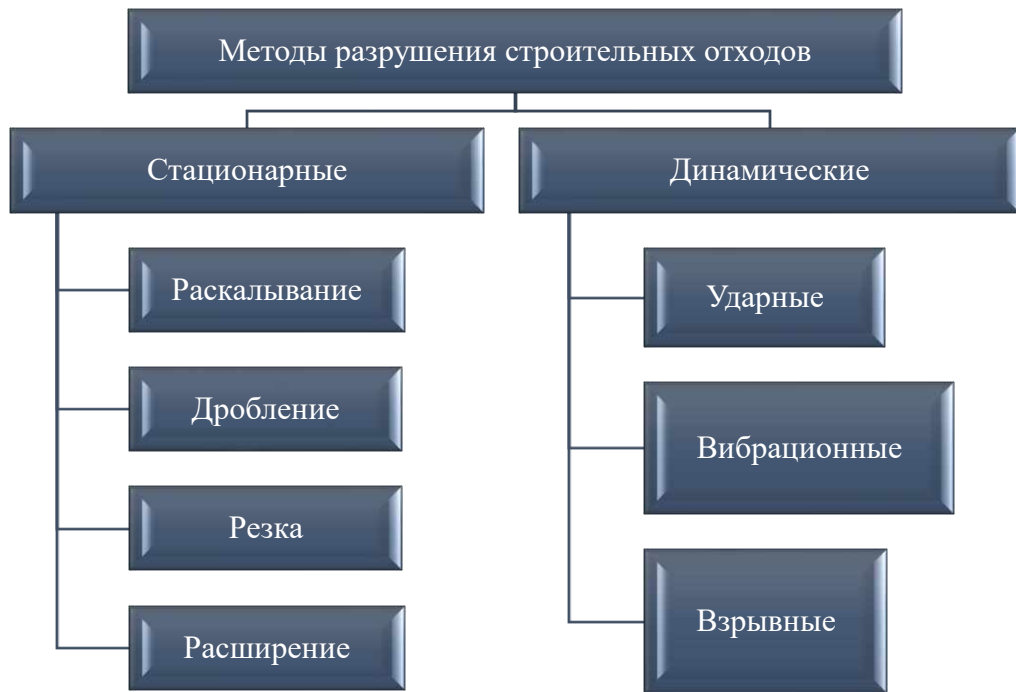 Методы разрушения строительных отходов
Стационарные
Раскалывание
Дробление
Резка
Расширение
Динамические
Ударные
Вибрационные
Взрывные